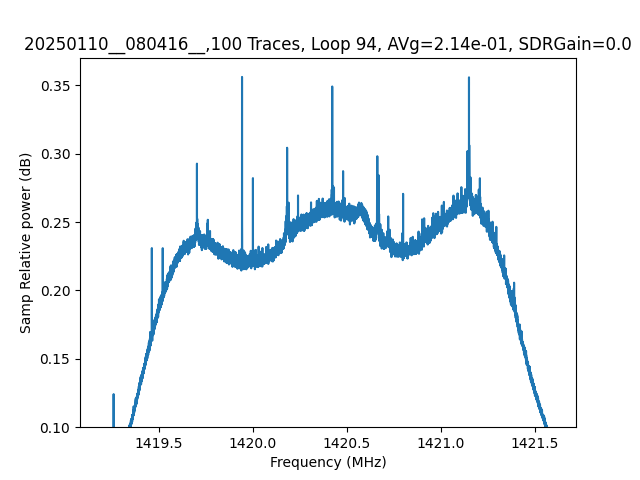 20250110__080416__,100 Traces, Loop 94, AVg=2.14e-01, SDRGain=0.0
0.35
0.30
0.25
0.20
0.15
0.10
Samp Relative power (dB)
1419.5 1420.0 1420.5 1421.0 1421.5
Frequency (MHz)